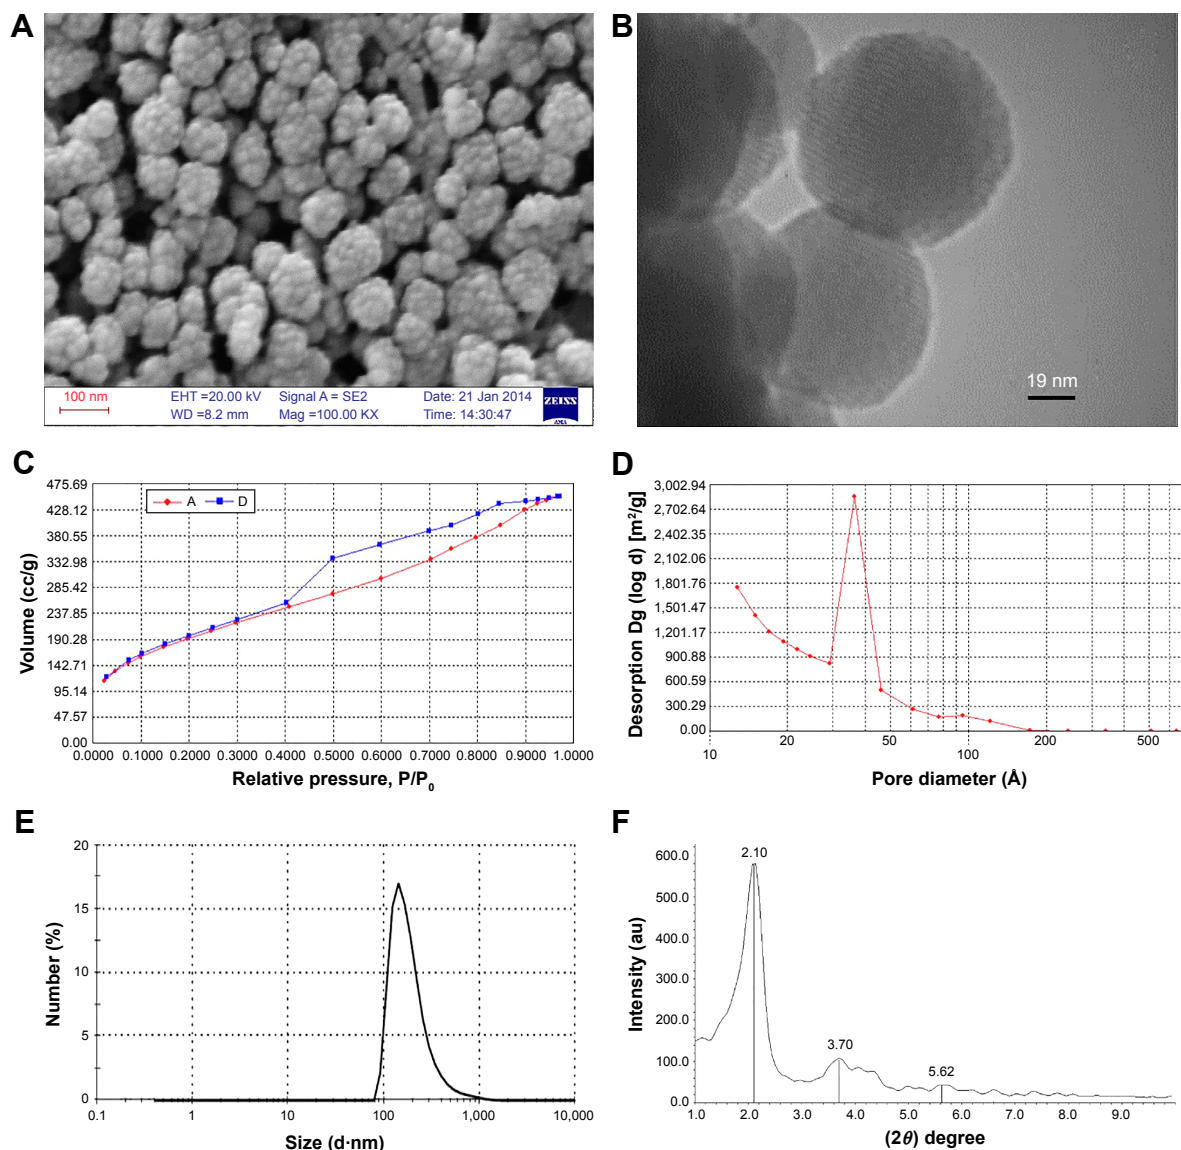 A
B
100 nm
EHT =20.00 kV
Signal A = SE2
Date: 21 Jan 2014
WD =8.2 mm
Mag =100.00 KX
Time: 14:30:47
ZEISS
19 nm
C
475.69
428.12
380.55
332.98
285.42
237.85
190.28
142.71
95.14
47.57
0.00
Volume (cc/g)
A
D
0.0000 0.1000 0.2000 0.3000 0.4000 0.5000 0.6000 0.7000 0.8000 0.9000 1.0000
Relative pressure, P/P0
D
3,002.94
2,702.64
2,402.35
2,102.06
1,801.76
1,501.47
1,201.17
900.88
600.59
300.29
0.00
Desorption Dg (log d) [m²/g]
10 20 50 100 200 500
Pore diameter (Å)
E
20
15
10
5
0
Number (%)
0.1 1 10 100 1,000 10,000
Size (d·nm)
F
600.0
500.0
400.0
300.0
200.0
100.0
0.0
Intensity (au)
2.10
3.70
5.62
1.0 2.0 3.0 4.0 5.0 6.0 7.0 8.0 9.0
(2θ) degree